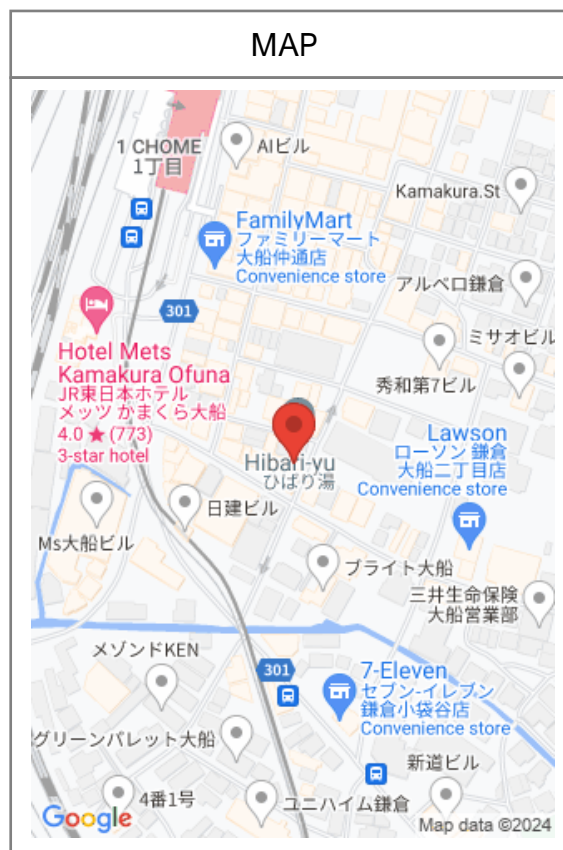 MAP
1 CHOME
1丁目
AIビル
Kamakura.St
FamilyMart
ファミリーマート
大船仲通店
Convenience store
アルベロ鎌倉
301
ミサオビル
Hotel Mets
Kamakura Ofuna
JR東日本ホテル
メッツ かまくら大船
4.0 ★ (773)
3-star hotel
秀和第7ビル
Lawson
ローソン 鎌倉
大船二丁目店
Convenience store
Hibari-yu
ひばり湯
日建ビル
Ms大船ビル
ブライト大船
三井生命保険
大船営業部
メゾンドKEN
301
7-Eleven
セブン-イレブン
鎌倉小袋谷店
Convenience store
グリーンバレット大船
新道ビル
4番1号
ユニハイム鎌倉
Google
Map data ©2024